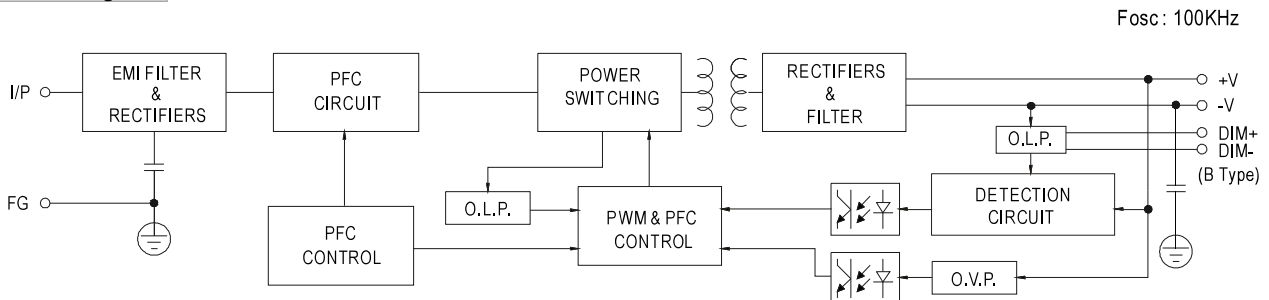 Fosc : 100KHz
I/P
EMI FILTER
&
RECTIFIERS
PFC
CIRCUIT
POWER
SWITCHING
RECTIFIERS
&
FILTER
+V
-V
O.L.P.
DIM+
DIM-
(B Type)
FG
O.L.P.
PFC
CONTROL
PWM & PFC
CONTROL
DETECTION
CIRCUIT
O.V.P.